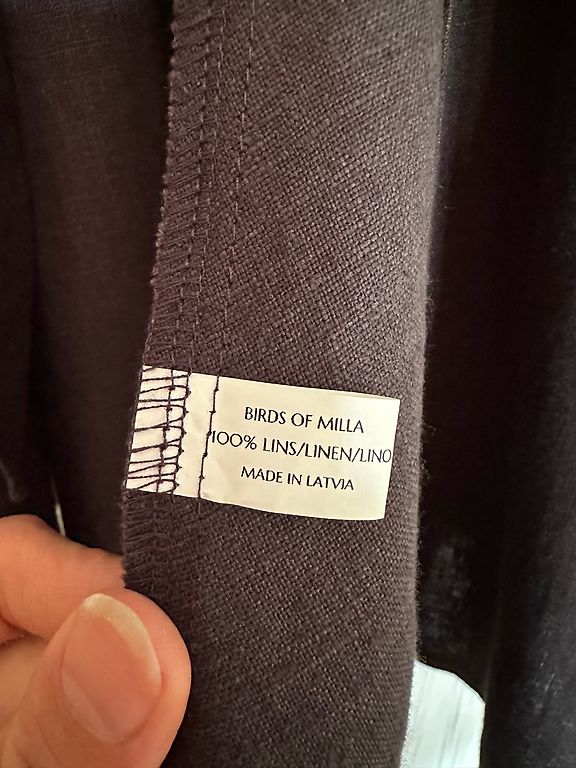 BIRDS OF MILLA
100% LINS/LINEN/LINO
MADE IN LATVIA